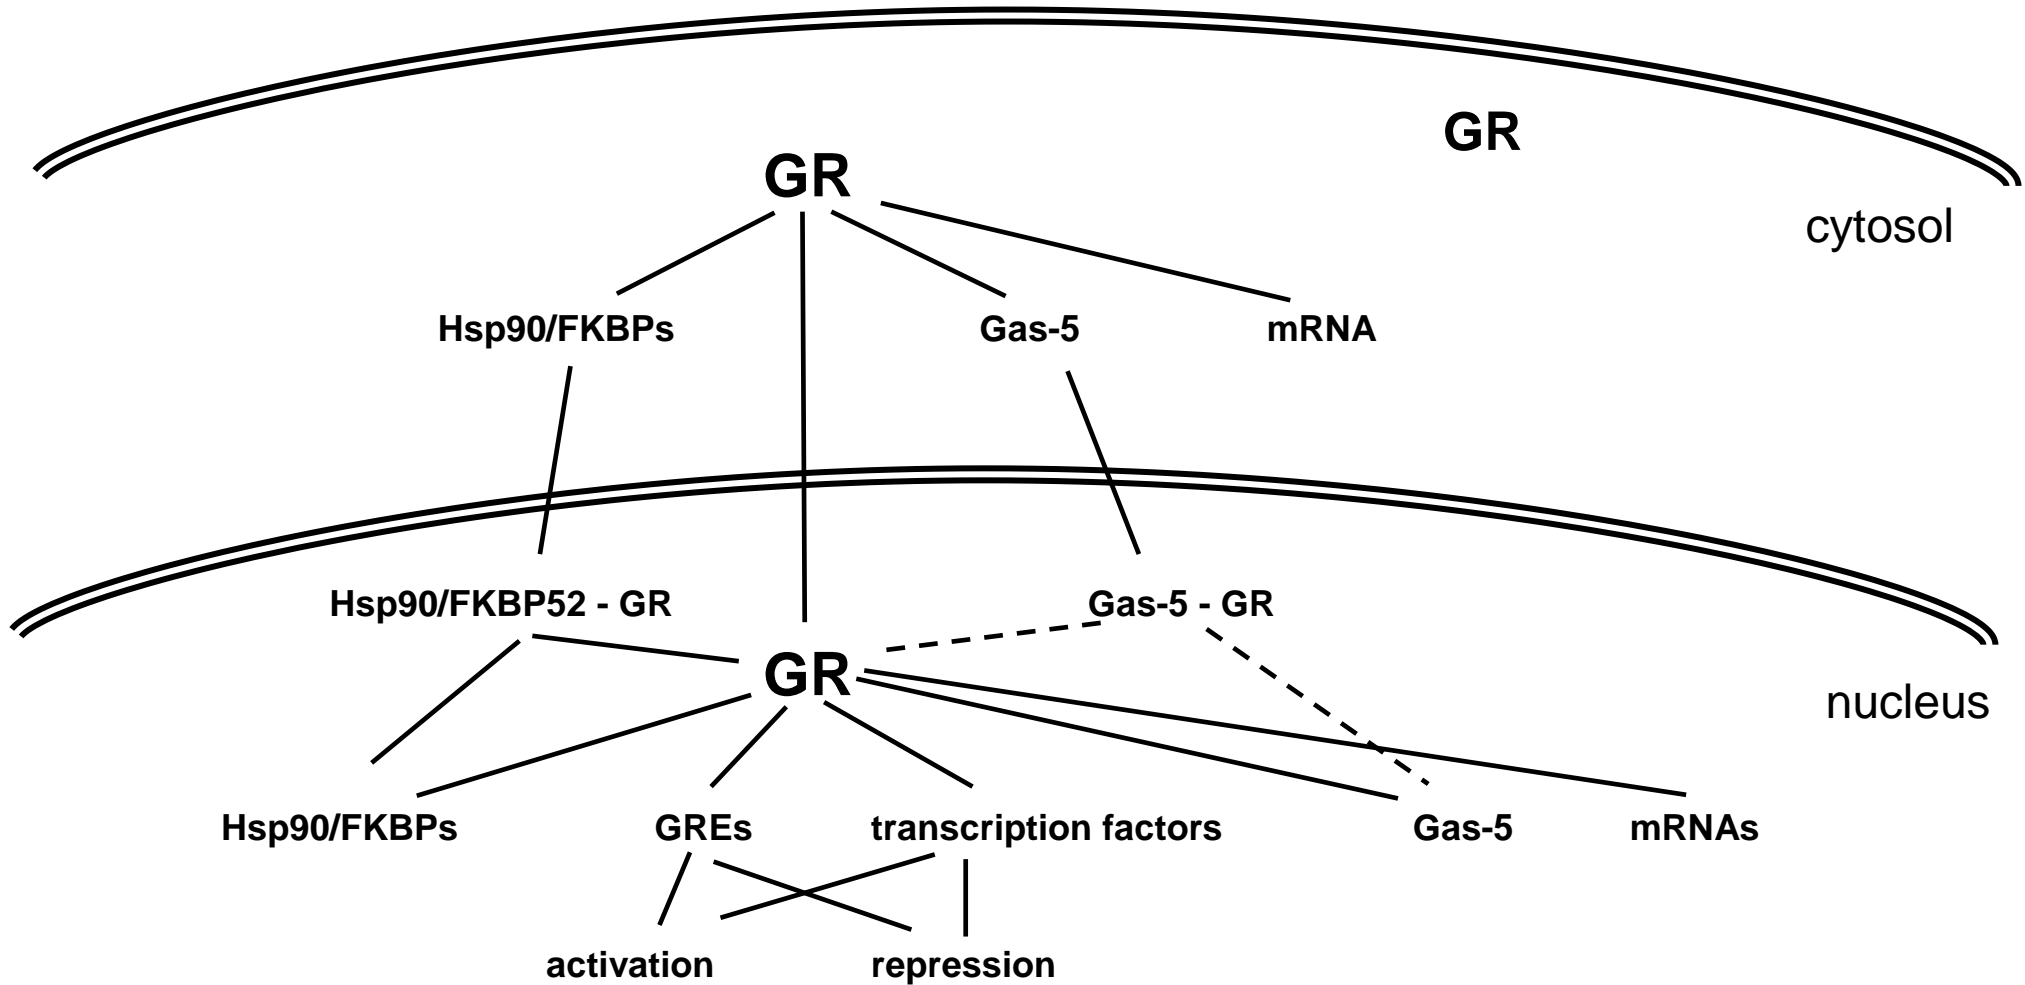 GR
GR
cytosol
Hsp90/FKBPs
Gas-5
mRNA
Hsp90/FKBP52 - GR
Gas-5 - GR
GR
nucleus
Hsp90/FKBPs
GREs
transcription factors
Gas-5
mRNAs
activation
repression